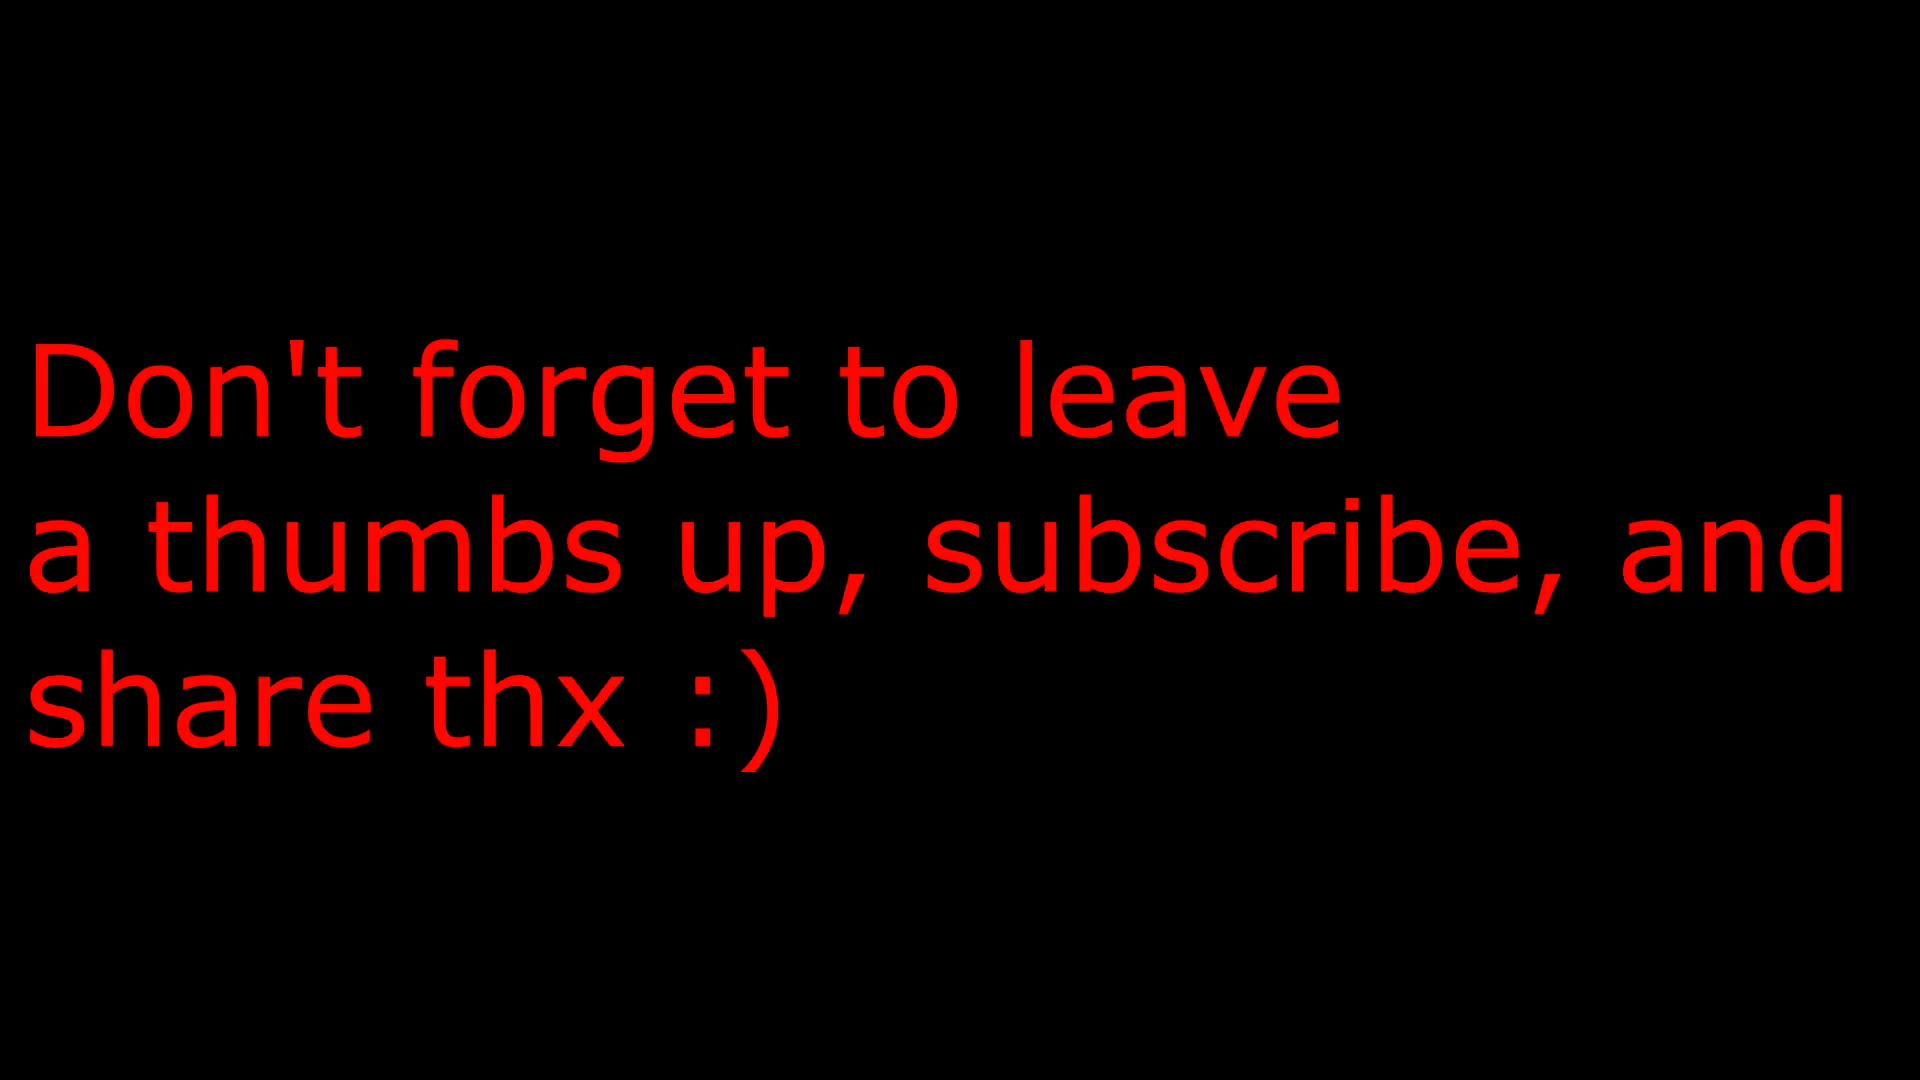 Don't forget to leave
a thumbs up, subscribe, and
share thx :)